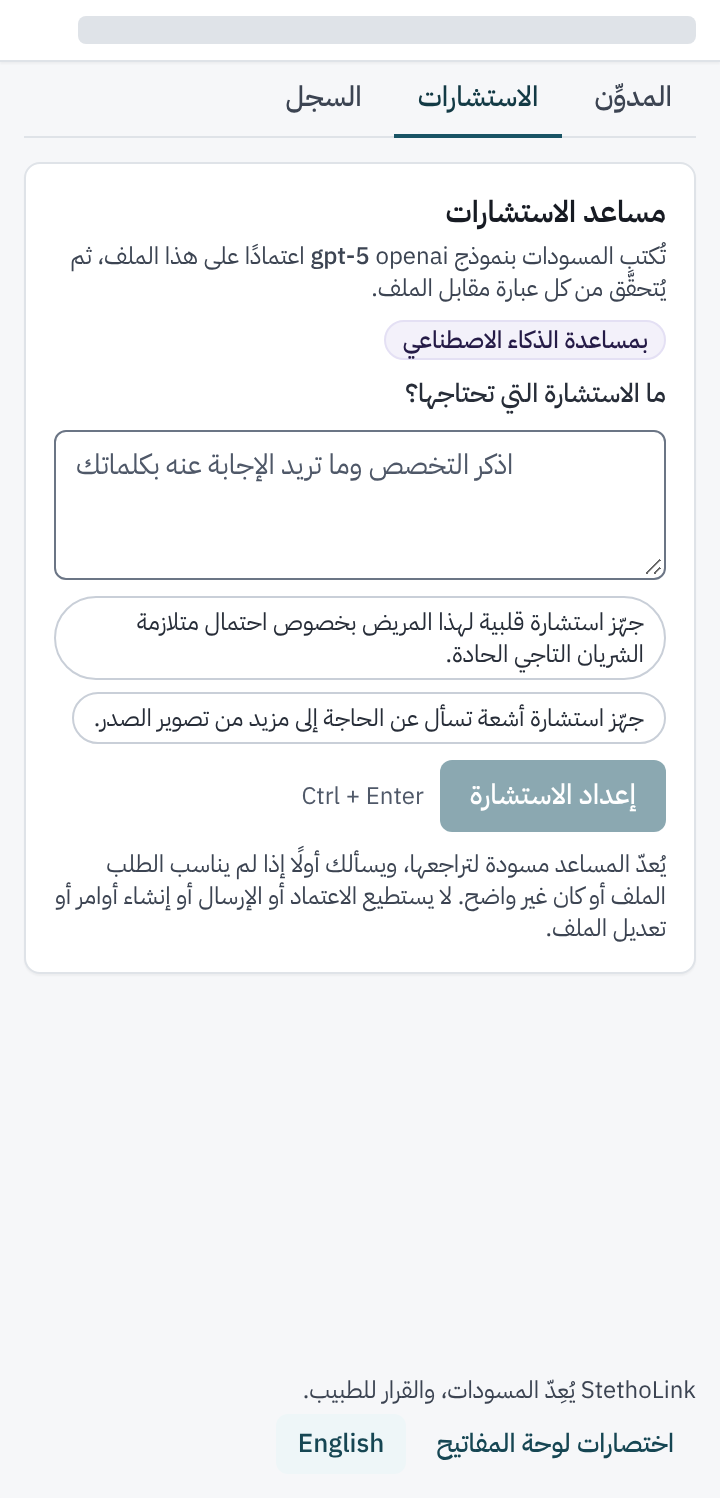 المدوِّن الاستشارات السجل
مساعد الاستشارات
تُكتب المسودات بنموذج gpt-5 openai اعتمادًا على هذا الملف، ثم
يُتحقَّق من كل عبارة مقابل الملف.
بمساعدة الذكاء الاصطناعي
ما الاستشارة التي تحتاجها؟
اذكر التخصص وما تريد الإجابة عنه بكلماتك
جهّز استشارة قلبية لهذا المريض بخصوص احتمال متلازمة
الشريان التاجي الحادة.
جهّز استشارة أشعة تسأل عن الحاجة إلى مزيد من تصوير الصدر.
إعداد الاستشارة Ctrl + Enter
يُعدّ المساعد مسودة لتراجعها، ويسألك أولًا إذا لم يناسب الطلب
الملف أو كان غير واضح. لا يستطيع الاعتماد أو الإرسال أو إنشاء أوامر أو
تعديل الملف.
StethoLink يُعِدّ المسودات، والقرار للطبيب.
اختصارات لوحة المفاتيح English